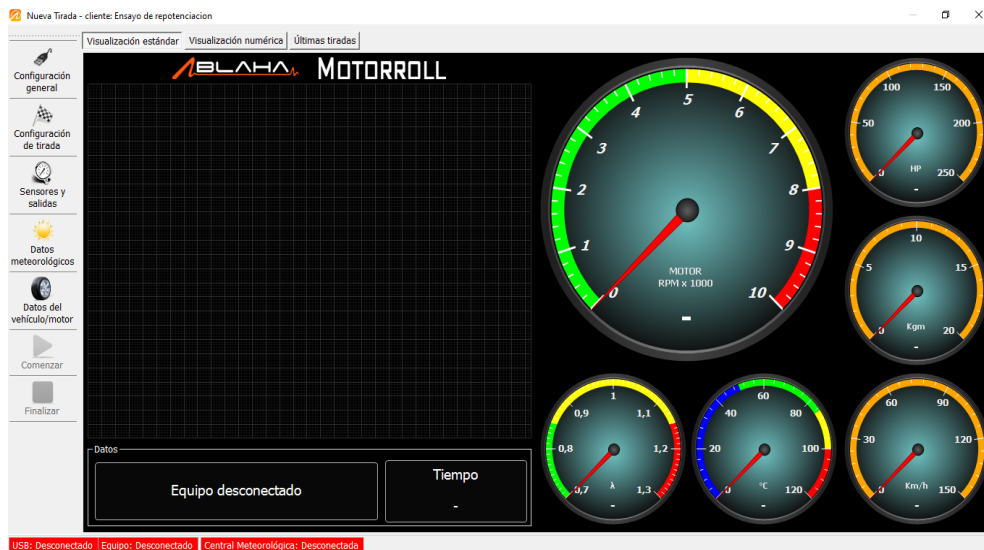 Nueva Tirada - cliente: Ensayo de repotenciacion
Visualización estándar
Visualización numérica
Últimas tiradas
Configuración
general
Configuración
de tirada
Sensores y
salidas
Datos
meteorológicos
Datos del
vehículo/motor
Comenzar
Finalizar
BLAHA
MOTORROLL
0
1
2
3
4
5
6
7
8
9
10
MOTOR
RPM x 1000
-
0
50
100
150
200
250
HP
-
0
5
10
15
20
Kgm
-
0,7
0,8
0,9
1
1,1
1,2
1,3
λ
-
0
20
40
60
80
100
120
°C
-
0
30
60
90
120
150
Km/h
-
Datos
Equipo desconectado
Tiempo
-
USB: Desconectado
Equipo: Desconectado
Central Meteorológica: Desconectada